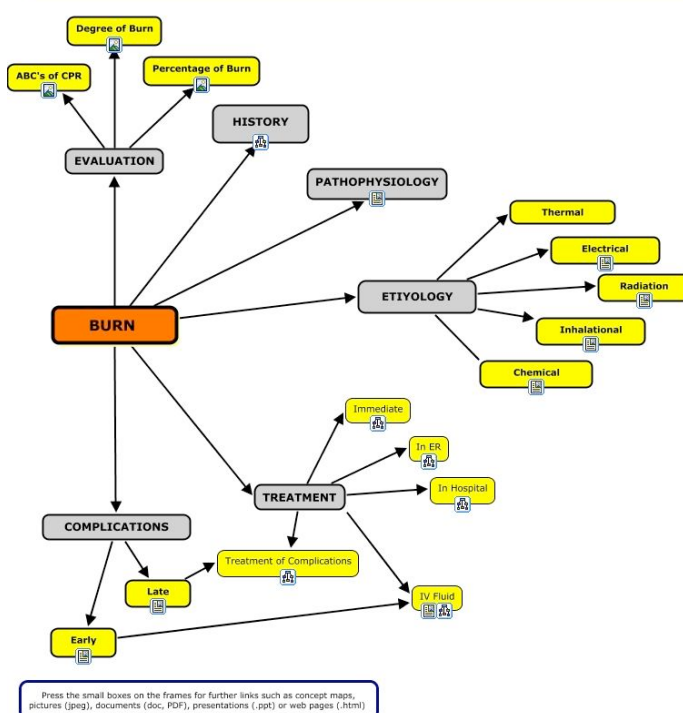 Degree of Burn
ABC's of CPR
Percentage of Burn
HISTORY
EVALUATION
PATHOPHYSIOLOGY
Thermal
Electrical
Radiation
ETIYOLOGY
BURN
Inhalational
Chemical
Immediate
In ER
In Hospital
TREATMENT
COMPLICATIONS
Treatment of Complications
Late
IV Fluid
Early
Press the small boxes on the frames for further links such as concept maps,
pictures (jpeg), documents (doc, PDF), presentations (.ppt) or web pages (.html)